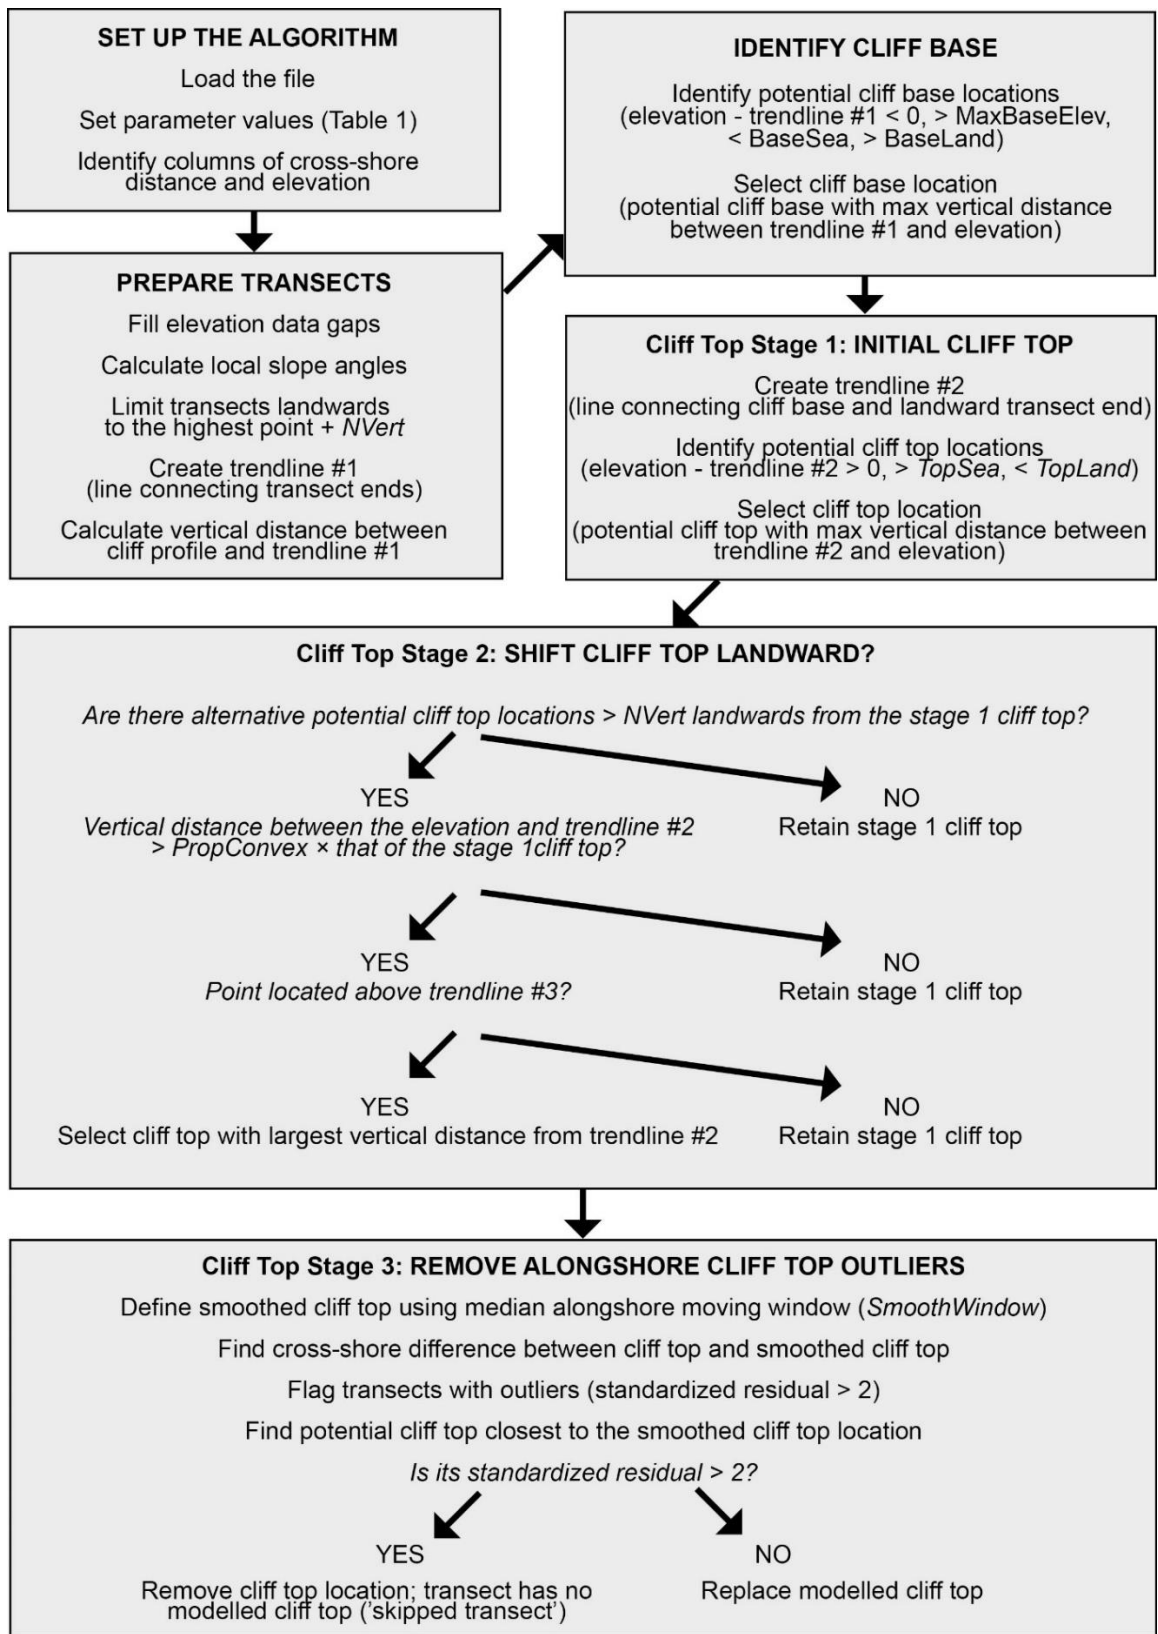 SET UP THE ALGORITHM
Load the file
Set parameter values (Table 1)
Identify columns of cross-shore
distance and elevation
PREPARE TRANSECTS
Fill elevation data gaps
Calculate local slope angles
Limit transects landwards
to the highest point + NVert
Create trendline #1
(line connecting transect ends)
Calculate vertical distance between
cliff profile and trendline #1
IDENTIFY CLIFF BASE
Identify potential cliff base locations
(elevation - trendline #1 < 0, > MaxBaseElev,
< BaseSea, > BaseLand)
Select cliff base location
(potential cliff base with max vertical distance
between trendline #1 and elevation)
Cliff Top Stage 1: INITIAL CLIFF TOP
Create trendline #2
(line connecting cliff base and landward transect end)
Identify potential cliff top locations
(elevation - trendline #2 > 0, > TopSea, < TopLand)
Select cliff top location
(potential cliff top with max vertical distance between
trendline #2 and elevation)
Cliff Top Stage 2: SHIFT CLIFF TOP LANDWARD?
Are there alternative potential cliff top locations > NVert landwards from the stage 1 cliff top?
YES
Vertical distance between the elevation and trendline #2
> PropConvex × that of the stage 1cliff top?
NO
Retain stage 1 cliff top
YES
Point located above trendline #3?
NO
Retain stage 1 cliff top
YES
Select cliff top with largest vertical distance from trendline #2
NO
Retain stage 1 cliff top
Cliff Top Stage 3: REMOVE ALONGSHORE CLIFF TOP OUTLIERS
Define smoothed cliff top using median alongshore moving window (SmoothWindow)
Find cross-shore difference between cliff top and smoothed cliff top
Flag transects with outliers (standardized residual > 2)
Find potential cliff top closest to the smoothed cliff top location
Is its standardized residual > 2?
YES
Remove cliff top location; transect has no
modelled cliff top ('skipped transect')
NO
Replace modelled cliff top